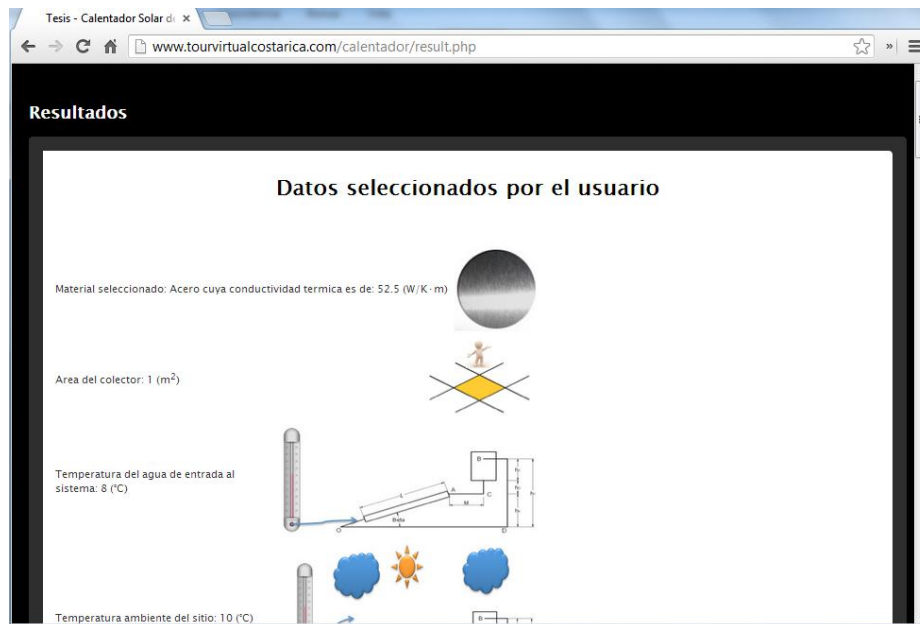 Tesis - Calentador Solar d
www.tourvirtualcostarica.com/calentador/result.php
Resultados
Datos seleccionados por el usuario
Material seleccionado: Acero cuya conductividad termica es de: 52.5 (W/K·m)
Area del colector: 1 (m²)
Temperatura del agua de entrada al
sistema: 8 (°C)
B
L
A
C
M
Beta
O
D
Temperatura ambiente del sitio: 10 (°C)
B